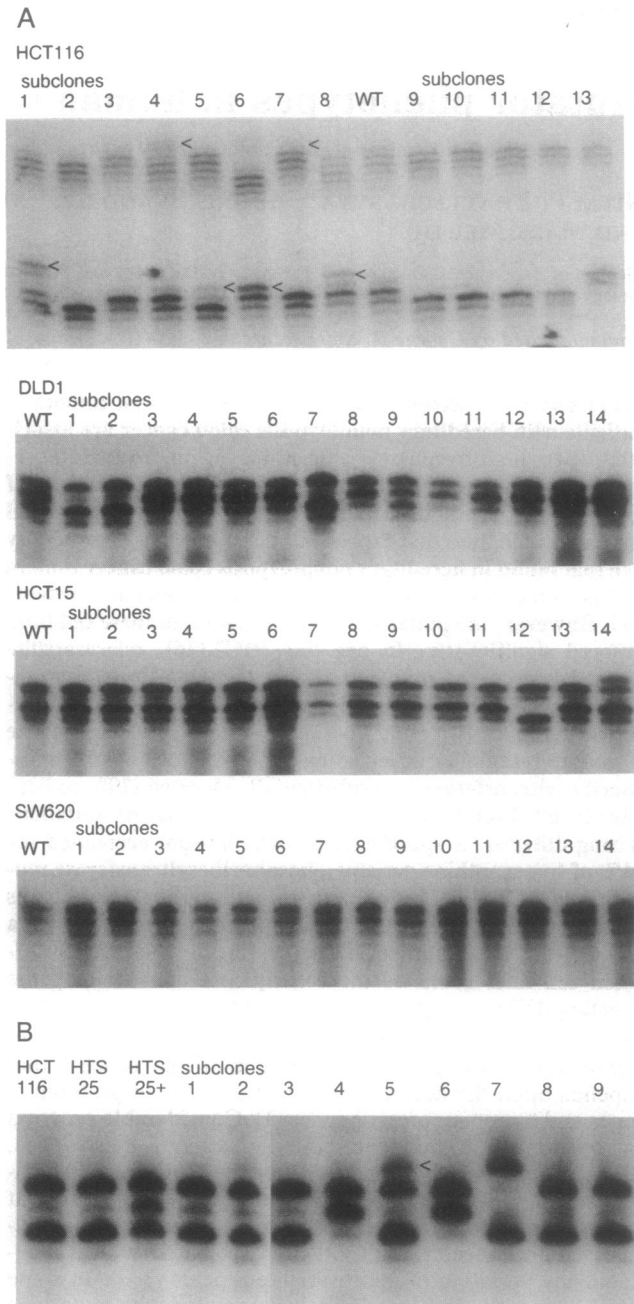 A
HCT116
subclones subclones
1 2 3 4 5 6 7 8 WT 9 10 11 12 13
<
<
<
<
<
<
DLD1
subclones
WT 1 2 3 4 5 6 7 8 9 10 11 12 13 14
HCT15
subclones
WT 1 2 3 4 5 6 7 8 9 10 11 12 13 14
SW620
subclones
WT 1 2 3 4 5 6 7 8 9 10 11 12 13 14
B
HCT HTS HTS subclones
116 25 25+ 1 2 3 4 5 6 7 8 9
<